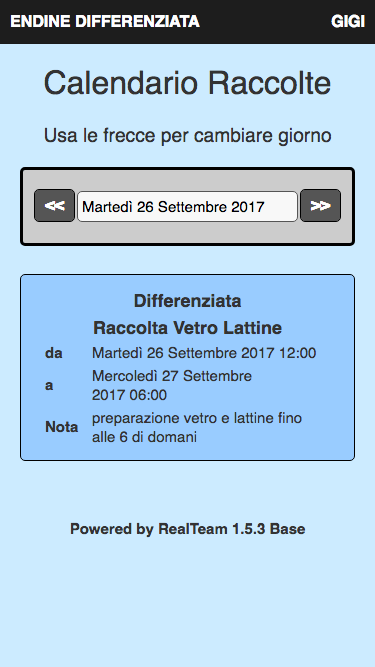 ENDINE DIFFERENZIATA GIGI
Calendario Raccolte
Usa le frecce per cambiare giorno
<< Martedì 26 Settembre 2017 >>
Differenziata
Raccolta Vetro Lattine
da Martedì 26 Settembre 2017 12:00
a Mercoledì 27 Settembre
2017 06:00
Nota preparazione vetro e lattine fino
alle 6 di domani
Powered by RealTeam 1.5.3 Base